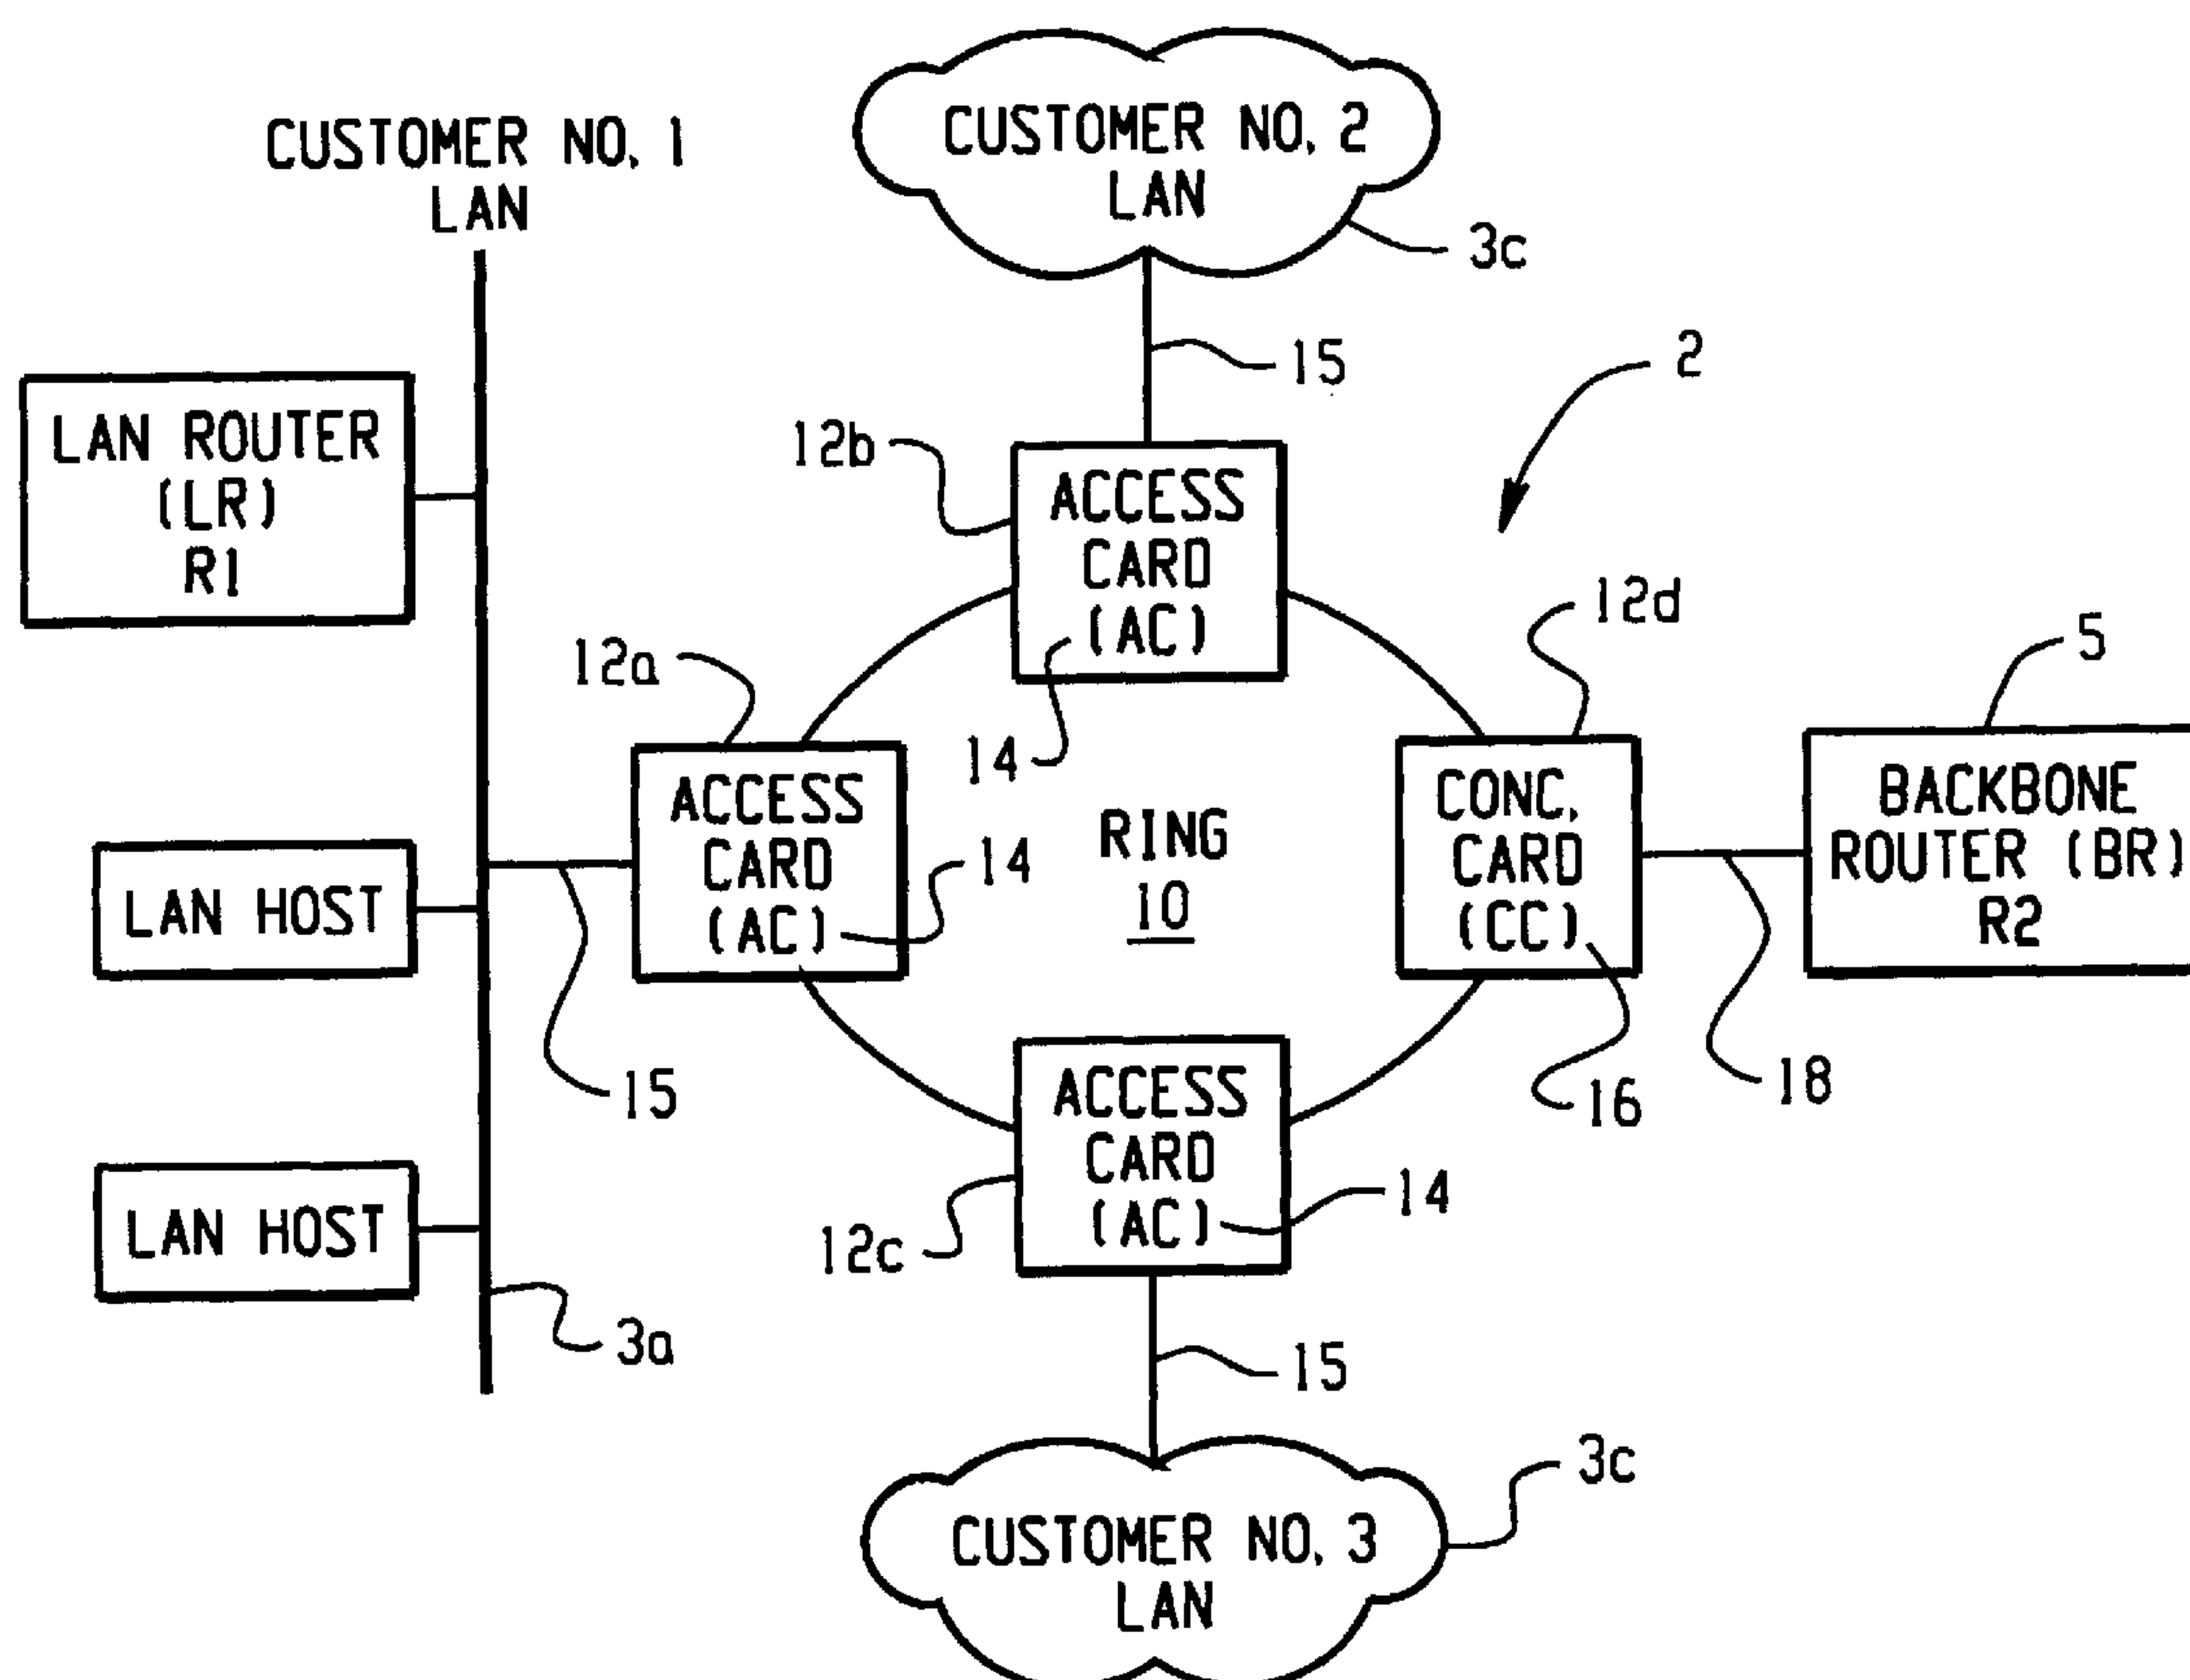 CUSTOMER NO. 1
LAN
CUSTOMER NO. 2
LAN
3c
15
2
LAN ROUTER
(LR)
R1
12b
ACCESS
CARD
(AC)
14
12d
5
12a
ACCESS
CARD
(AC)
14
RING
10
CONC.
CARD
(CC)
16
BACKBONE
ROUTER (BR)
R2
18
LAN HOST
15
ACCESS
CARD
(AC)
14
12c
LAN HOST
3a
15
3c
CUSTOMER NO. 3
LAN